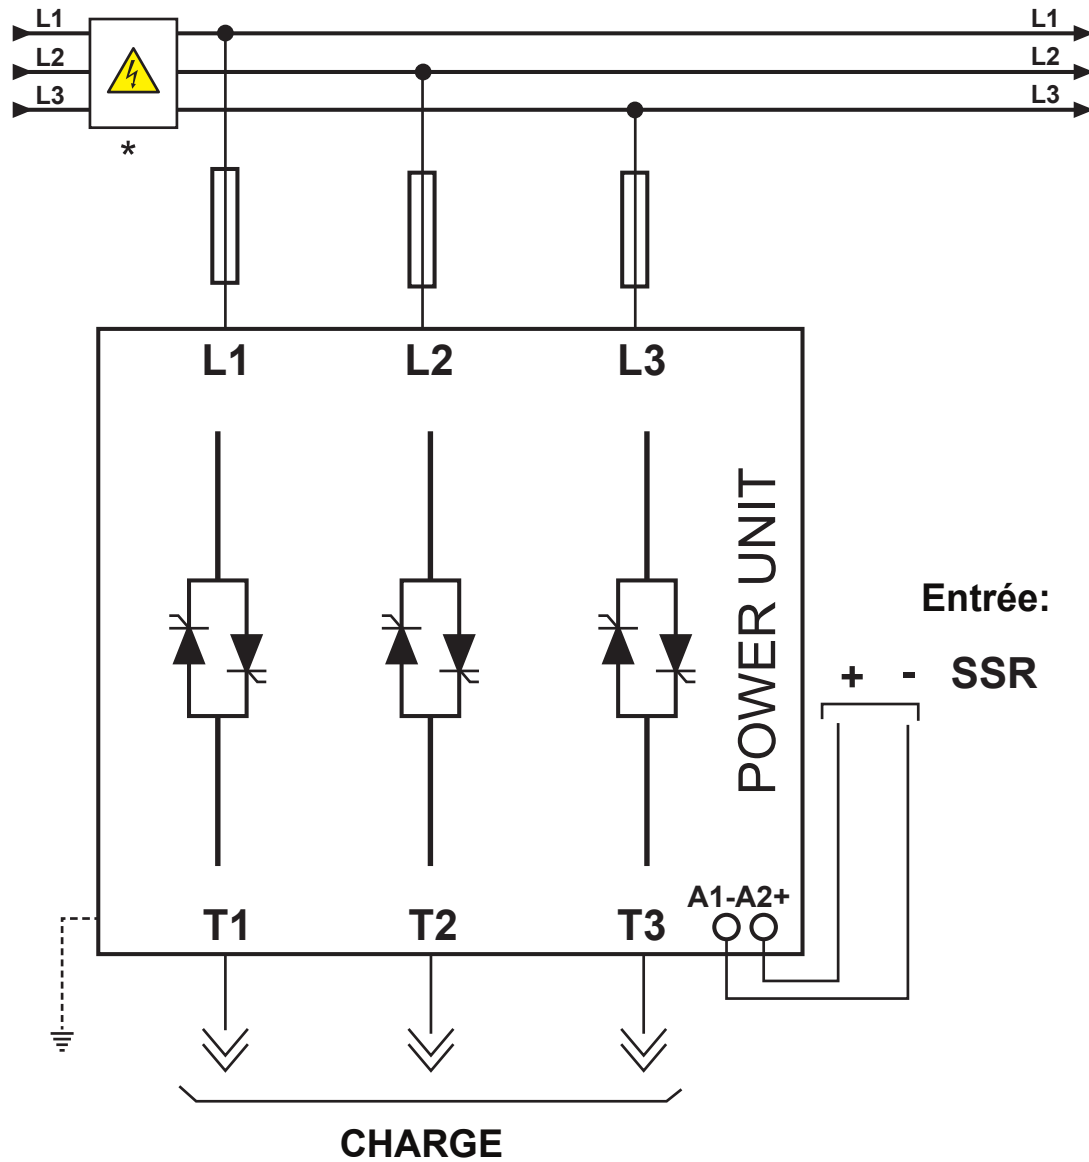 L1 L1
L2 L2
L3 L3
*
L1 L2 L3
POWER UNIT
Entrée:
+ - SSR
A1-A2+
T1 T2 T3
CHARGE